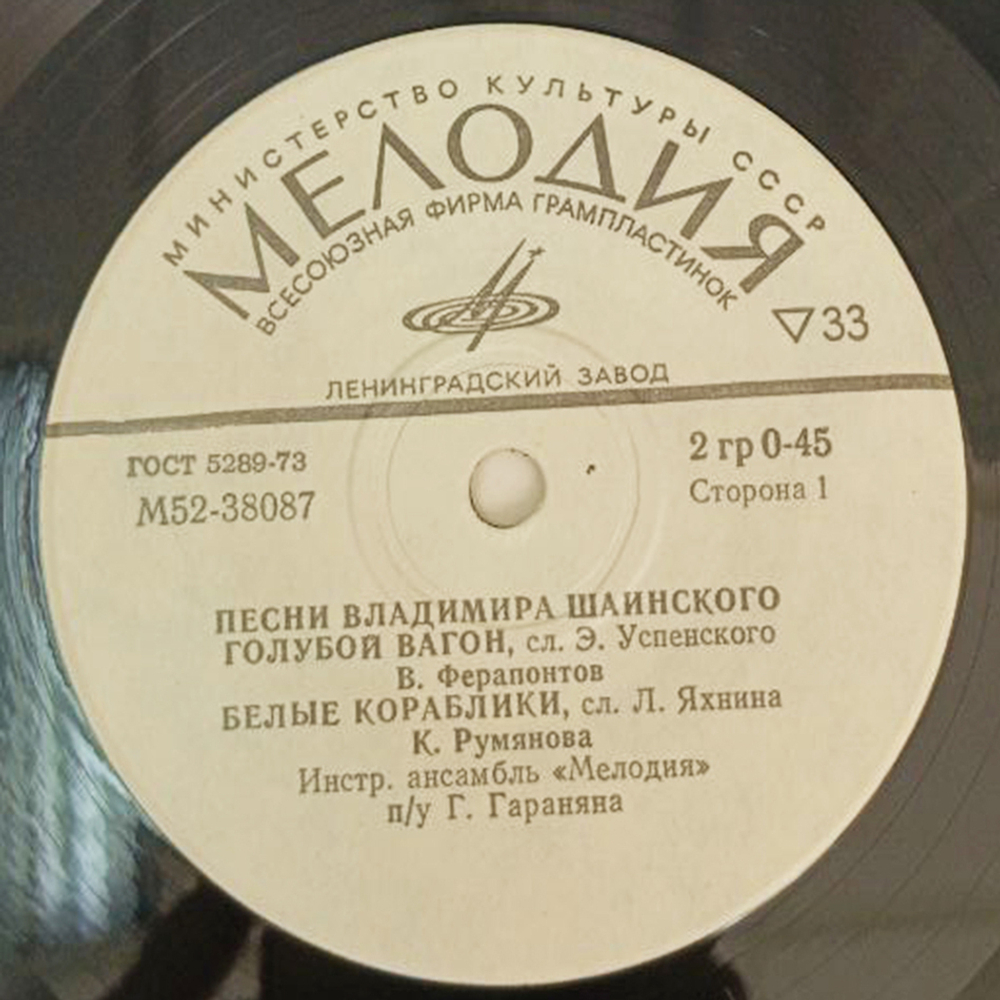 МИНИСТЕРСТВО КУЛЬТУРЫ СССР
МЕЛОДИЯ
ВСЕСОЮЗНАЯ ФИРМА ГРАМПЛАСТИНОК
▽33
ЛЕНИНГРАДСКИЙ ЗАВОД
ГОСТ 5289-73
2 гр 0-45
М52-38087
Сторона 1
ПЕСНИ ВЛАДИМИРА ШАИНСКОГО
ГОЛУБОЙ ВАГОН, сл. Э. Успенского
В. Ферапонтов
БЕЛЫЕ КОРАБЛИКИ, сл. Л. Яхнина
К. Румянова
Инстр. ансамбль «Мелодия»
п/у Г. Гараняна